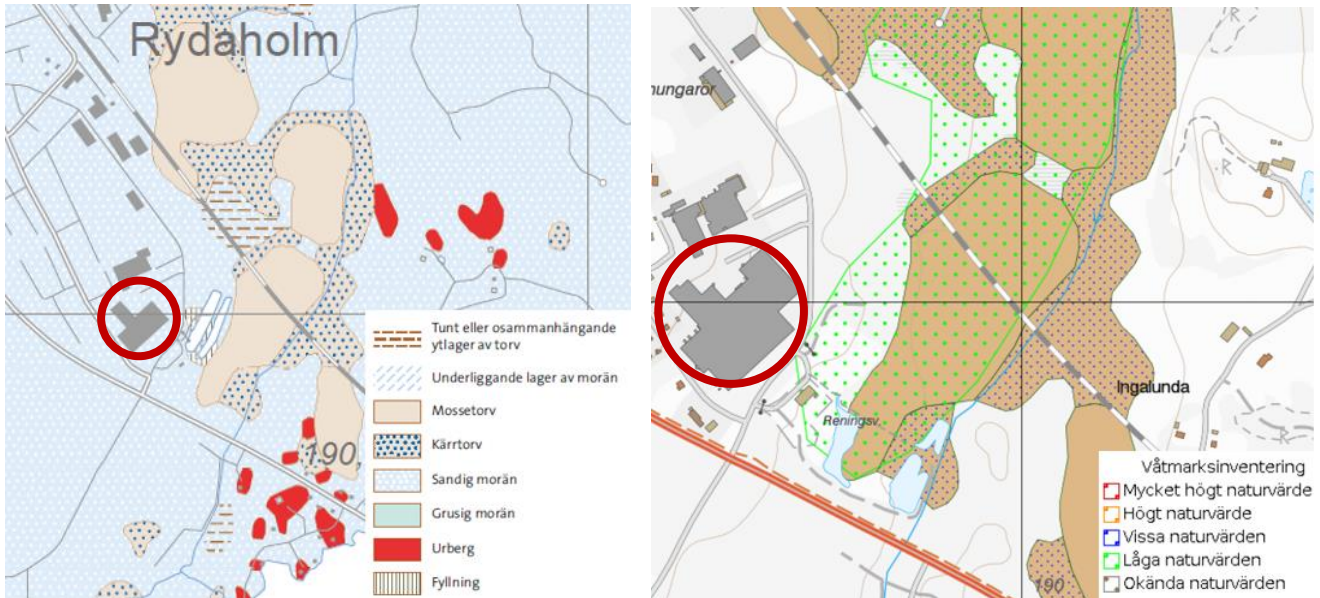 Rydaholm
190
Tunt eller osammanhängande
ytlager av torv
Underliggande lager av morän
Mossetorv
Kärrtorv
Sandig morän
Grusig morän
Urberg
Fyllning
nungarör
R
Ingalunda
Reningsv.
R
190
Våtmarksinventering
Mycket högt naturvärde
Högt naturvärde
Vissa naturvärden
Låga naturvärden
Okända naturvärden